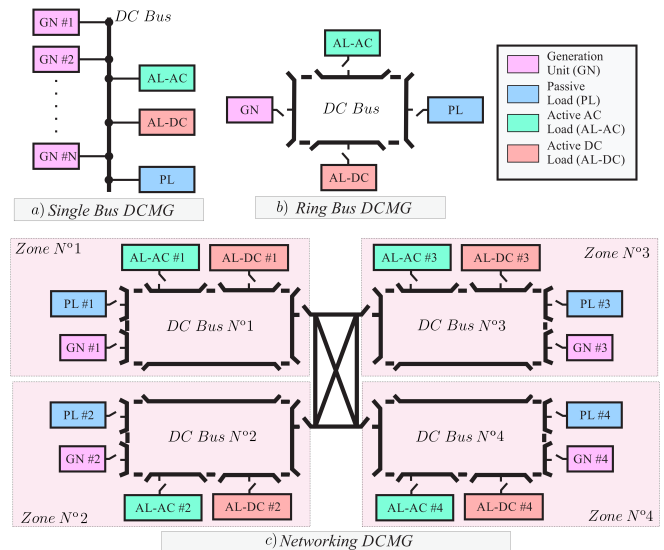 DC Bus
GN #1
GN #2
AL-AC
AL-DC
GN #N
PL
a) Single Bus DCMG
AL-AC
GN
DC Bus
PL
AL-DC
b) Ring Bus DCMG
Generation
Unit (GN)
Passive
Load (PL)
Active AC
Load (AL-AC)
Active DC
Load (AL-DC)
Zone Nº1
AL-AC #1
AL-DC #1
PL #1
DC Bus Nº1
GN #1
AL-AC #3
AL-DC #3
Zone Nº3
PL #3
DC Bus Nº3
GN #3
PL #2
DC Bus Nº2
GN #2
Zone Nº2
AL-AC #2
AL-DC #2
PL #4
DC Bus Nº4
GN #4
AL-AC #4
AL-DC #4
Zone Nº4
c) Networking DCMG